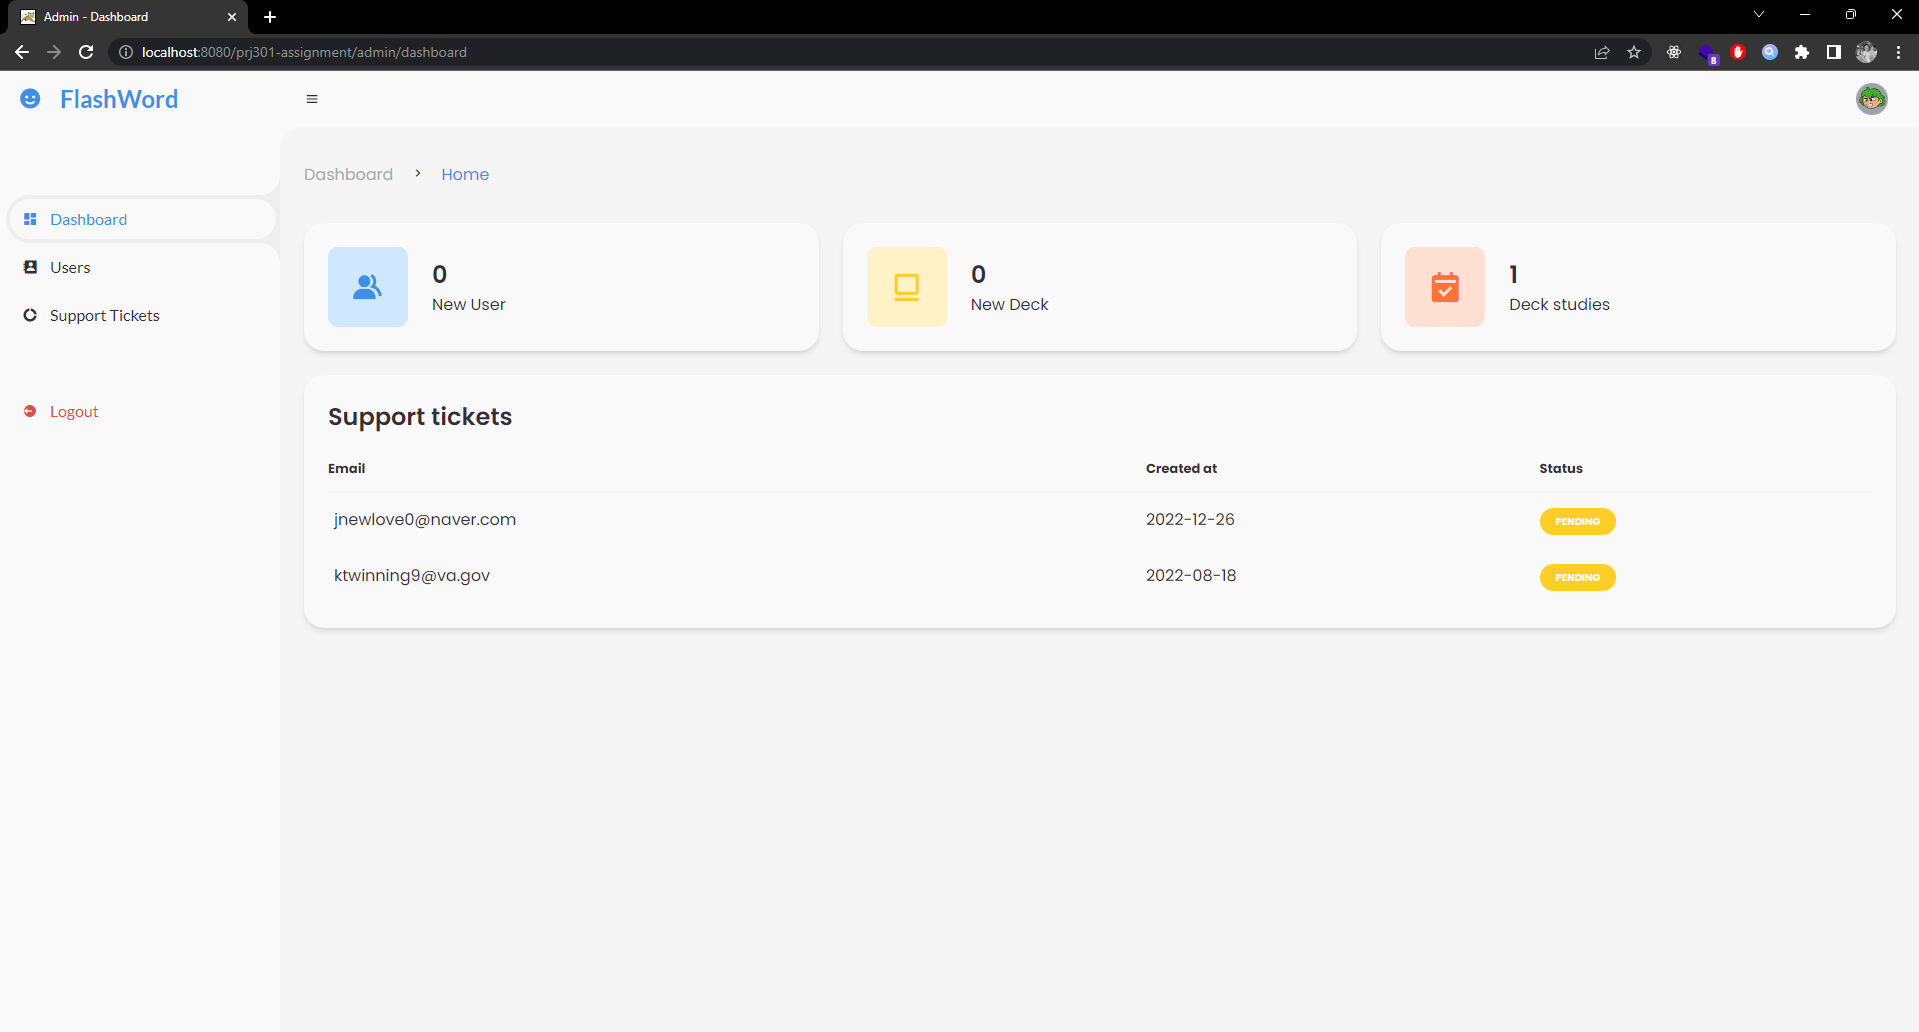 Admin - Dashboard
localhost:8080/prj301-assignment/admin/dashboard
8
FlashWord
Dashboard
Users
Support Tickets
Logout
Dashboard > Home
0
New User
0
New Deck
1
Deck studies
Support tickets
Email Created at Status
jnewlove0@naver.com 2022-12-26 PENDING
ktwinning9@va.gov 2022-08-18 PENDING